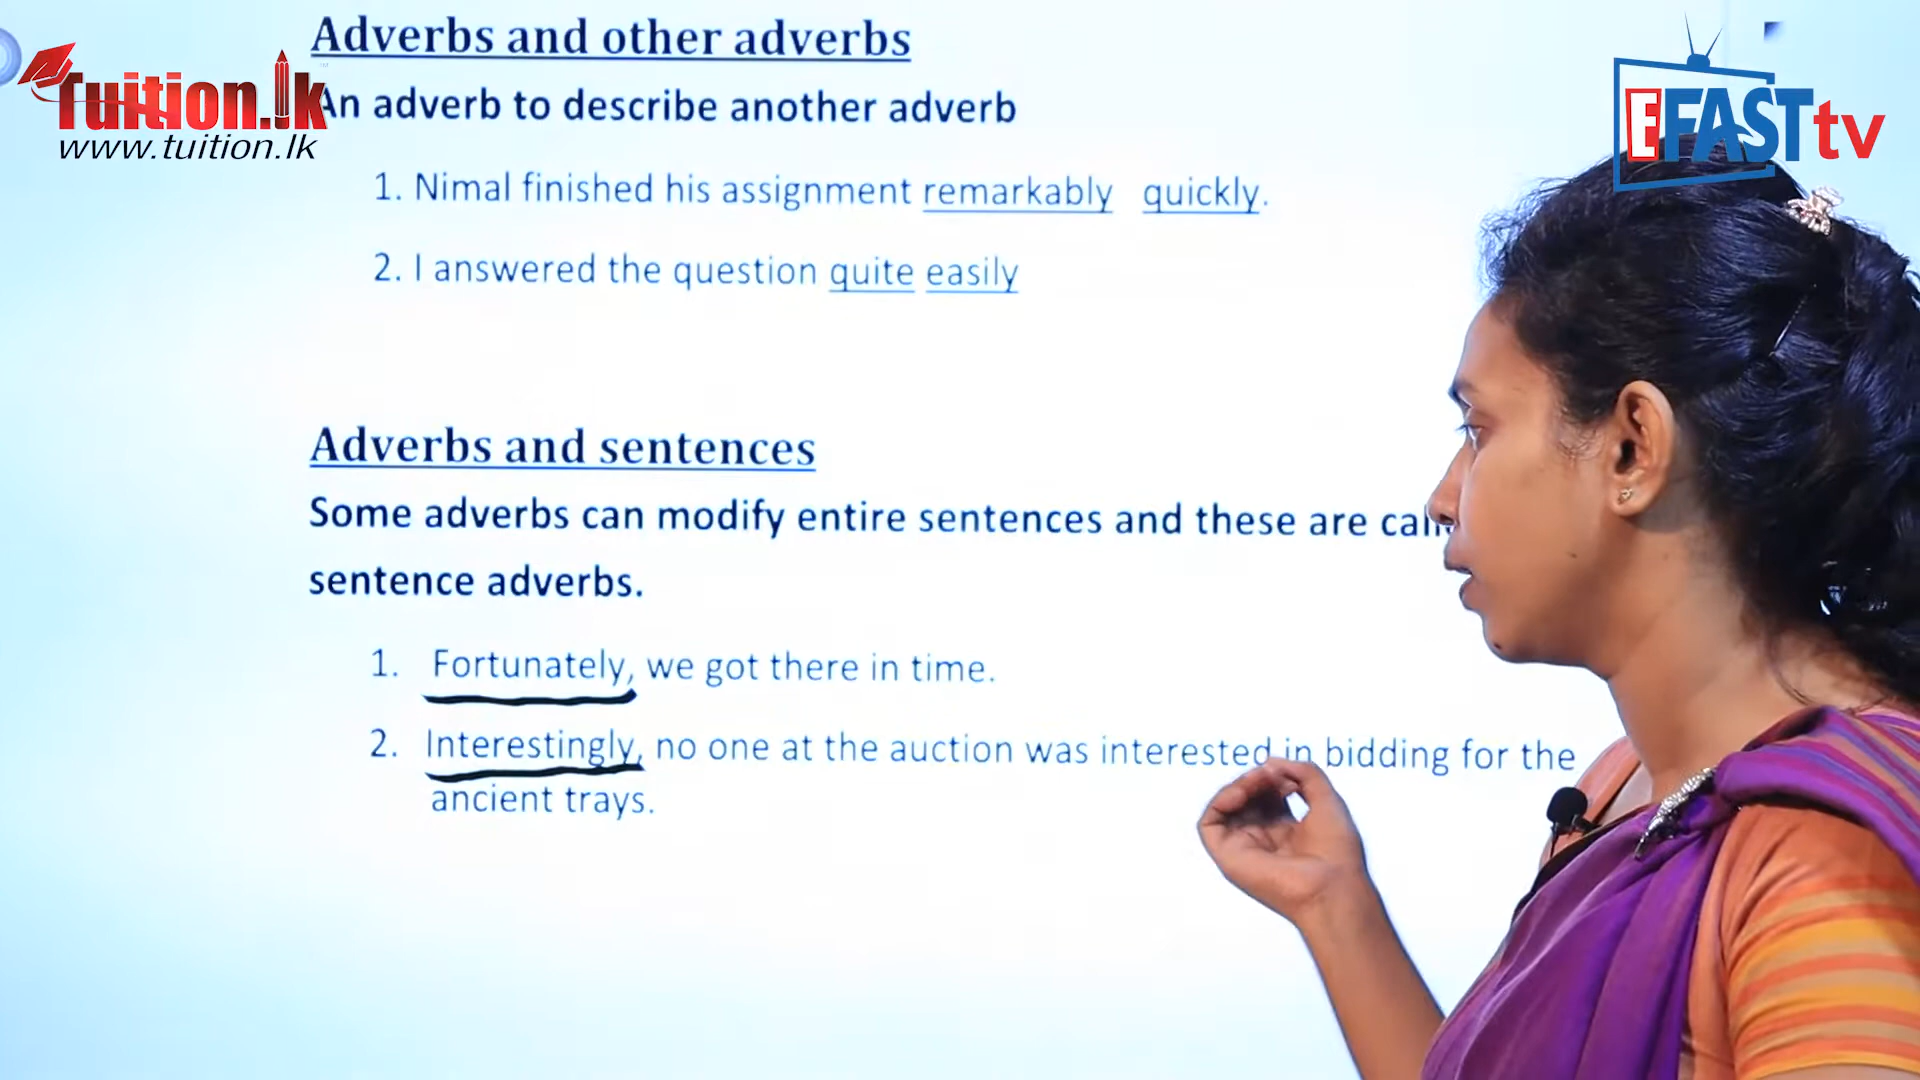 Adverbs and other adverbs
Tuition.lk
EFAST tv
An adverb to describe another adverb
www.tuition.lk
1. Nimal finished his assignment remarkably quickly.
2. I answered the question quite easily
Adverbs and sentences
Some adverbs can modify entire sentences and these are
sentence adverbs.
1. Fortunately, we got there in time.
2. Interestingly, no one at the auction was interested in bidding for the
ancient trays.